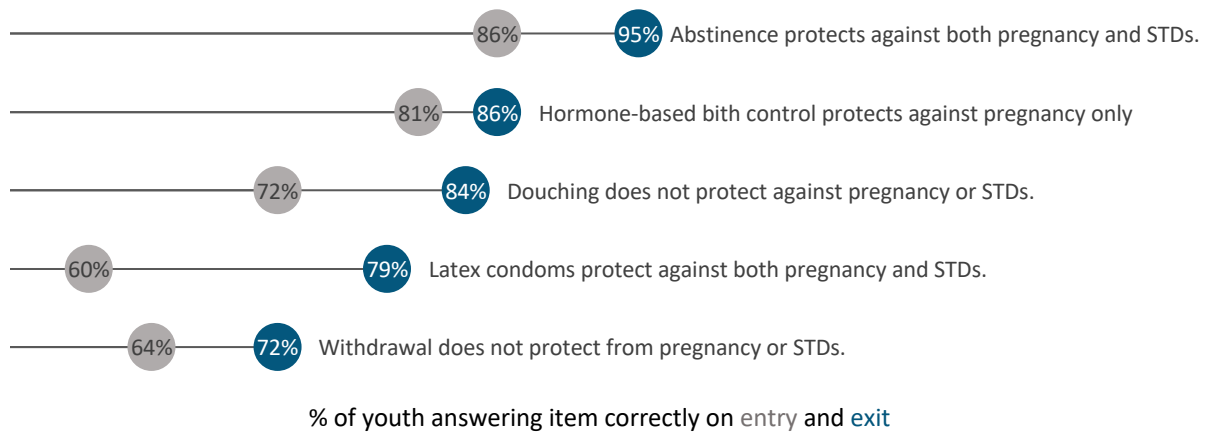 86% 95% Abstinence protects against both pregnancy and STDs.
81% 86% Hormone-based bith control protects against pregnancy only
72% 84% Douching does not protect against pregnancy or STDs.
60% 79% Latex condoms protect against both pregnancy and STDs.
64% 72% Withdrawal does not protect from pregnancy or STDs.
% of youth answering item correctly on entry and exit